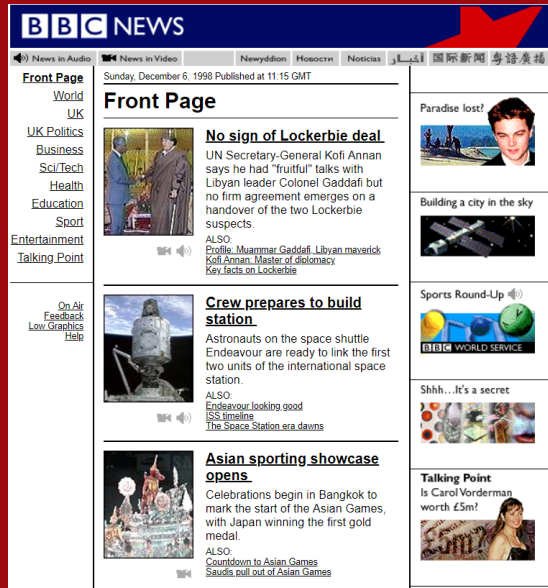 BBC NEWS
News in Audio News in Video Newyddion Новости Noticias أخبــار 国际新闻 粤語廣播
Front Page
World
UK
UK Politics
Business
Sci/Tech
Health
Education
Sport
Entertainment
Talking Point
On Air
Feedback
Low Graphics
Help
Sunday, December 6, 1998 Published at 11:15 GMT
Front Page
No sign of Lockerbie deal
UN Secretary-General Kofi Annan
says he had "fruitful" talks with
Libyan leader Colonel Gaddafi but
no firm agreement emerges on a
handover of the two Lockerbie
suspects.
ALSO:
Profile: Muammar Gaddafi, Libyan maverick
Kofi Annan: Master of diplomacy
Key facts on Lockerbie
Crew prepares to build
station
Astronauts on the space shuttle
Endeavour are ready to link the first
two units of the international space
station.
ALSO:
Endeavour looking good
ISS timeline
The Space Station era dawns
Asian sporting showcase
opens
Celebrations begin in Bangkok to
mark the start of the Asian Games,
with Japan winning the first gold
medal.
ALSO:
Countdown to Asian Games
Saudis pull out of Asian Games
Paradise lost?
Building a city in the sky
Sports Round-Up
BBC WORLD SERVICE
Shhh...It's a secret
Talking Point
Is Carol Vorderman
worth £5m?
£5m?